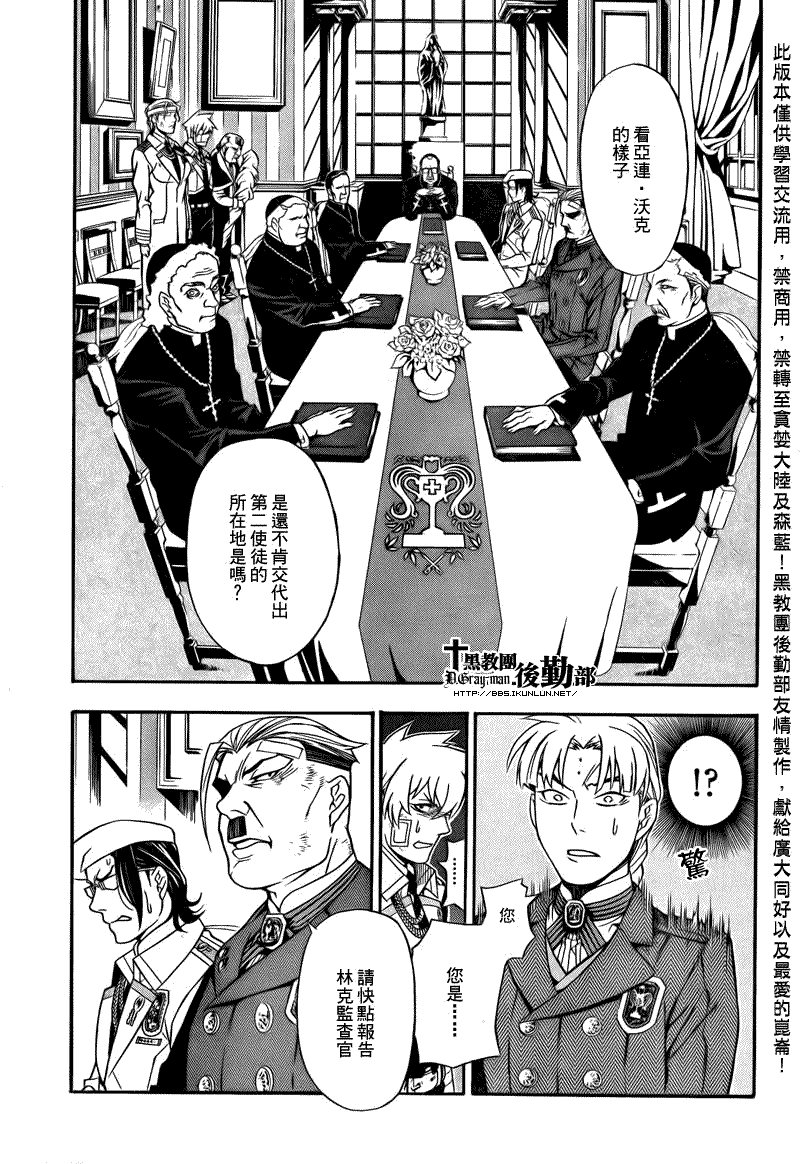 看亞連·沃克
的樣子
是還不肯交代出
第二使徒的
所在地是嗎?
黑教團
D.Gray-man
後勤部
HTTP://BBS.IKUNLUN.NET/
!?
驚
您
您是……
………
請快點報告
林克監查官
此版本僅供學習交流用，禁商用，禁轉至貪婪大陸及森藍！黑教團後勤部友情製作，獻給廣大同好以及最愛的崑崙！